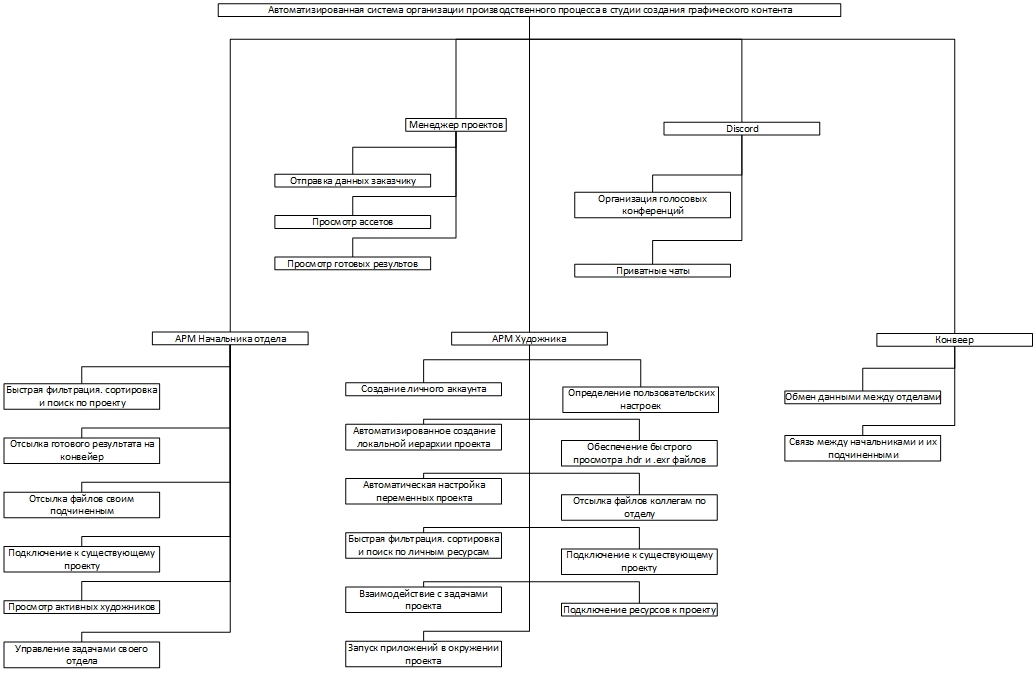 Автоматизированная система организации производственного процесса в студии создания графического контента
Менеджер проектов
Отправка данных заказчику
Просмотр ассетов
Просмотр готовых результов
Discord
Организация голосовых
конференций
Приватные чаты
АРМ Начальника отдела
Быстрая фильтрация. сортировка
и поиск по проекту
Отсылка готового результата на
конвейер
Отсылка файлов своим
подчиненным
Подключение к существующему
проекту
Просмотр активных художников
Управление задачами своего
отдела
АРМ Художника
Создание личного аккаунта
Определение пользовательских
настроек
Автоматизированное создание
локальной иерархии проекта
Обеспечение быстрого
просмотра .hdr и .exr файлов
Автоматическая настройка
переменных проекта
Отсылка файлов коллегам по
отделу
Быстрая фильтрация. сортировка
и поиск по личным ресурсам
Подключение к существующему
проекту
Взаимодействие с задачами
проекта
Подключение ресурсов к проекту
Запуск приложений в окружении
проекта
Конвеер
Обмен данными между отделами
Связь между начальниками и их
подчиненными